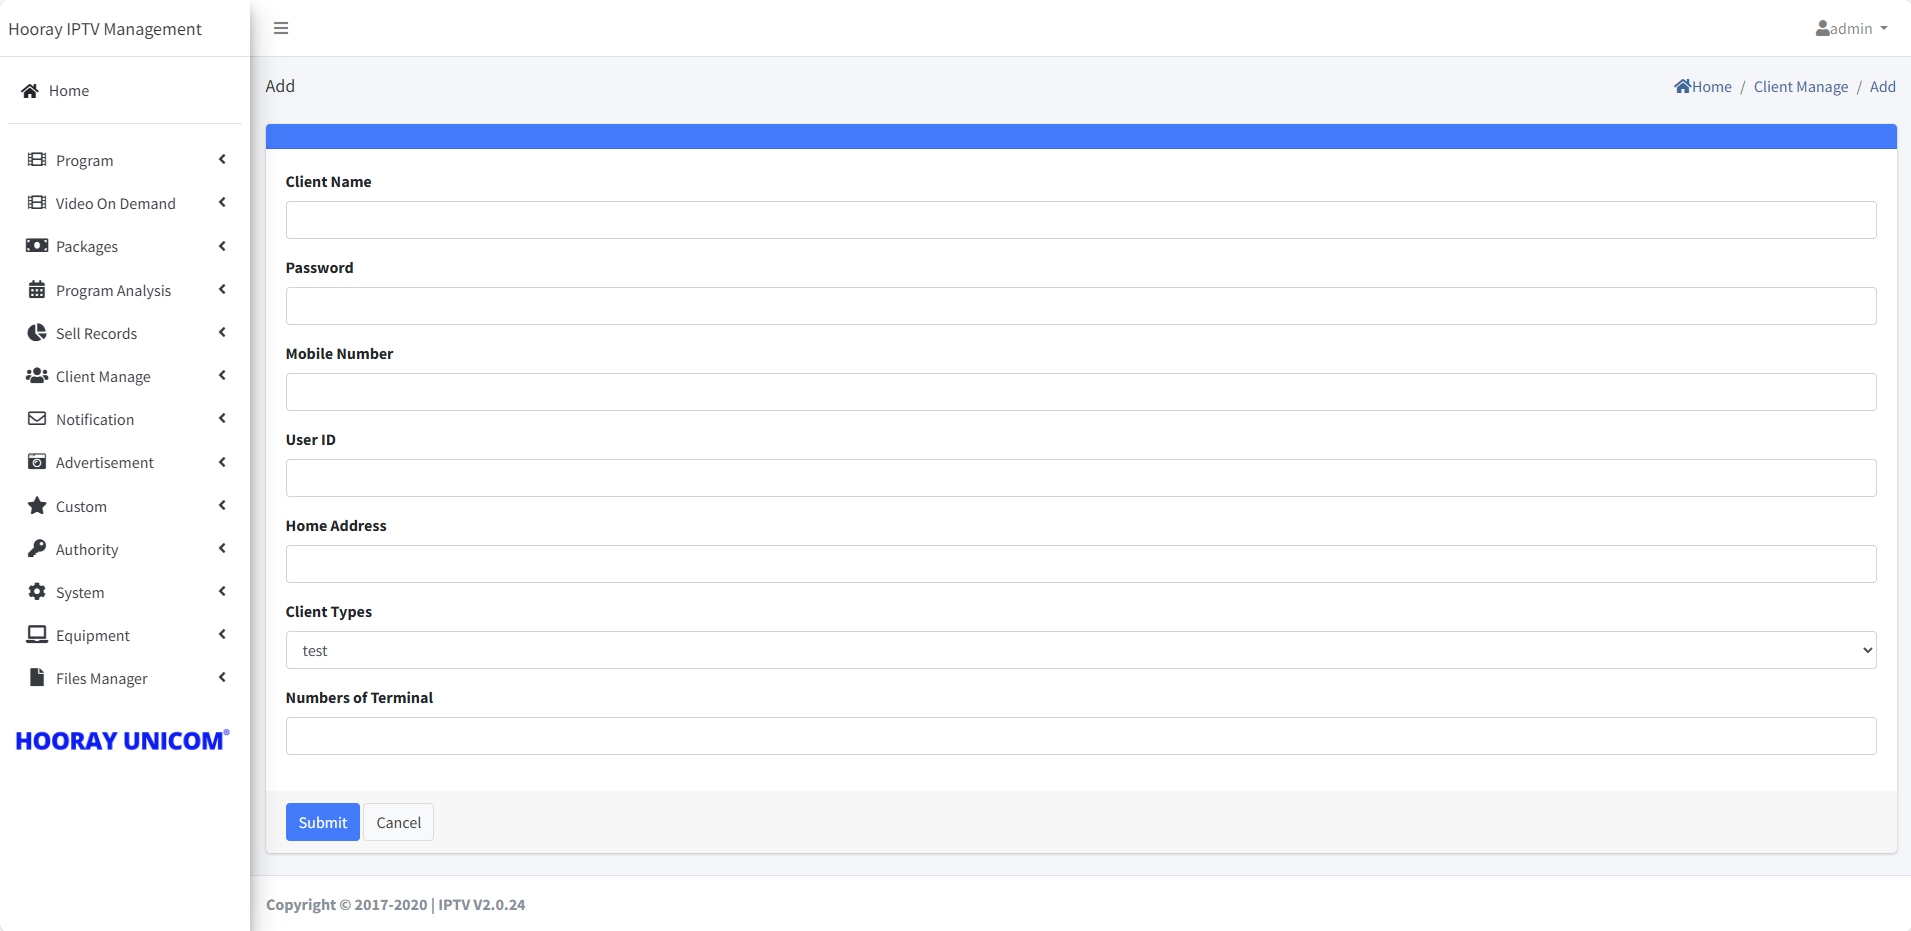 Hooray IPTV Management
admin
Home
Add
Home / Client Manage / Add
Program
Video On Demand
Packages
Program Analysis
Sell Records
Client Manage
Notification
Advertisement
Custom
Authority
System
Equipment
Files Manager
HOORAY UNICOM®
Client Name
Password
Mobile Number
User ID
Home Address
Client Types
test
Numbers of Terminal
Submit
Cancel
Copyright © 2017-2020 | IPTV V2.0.24